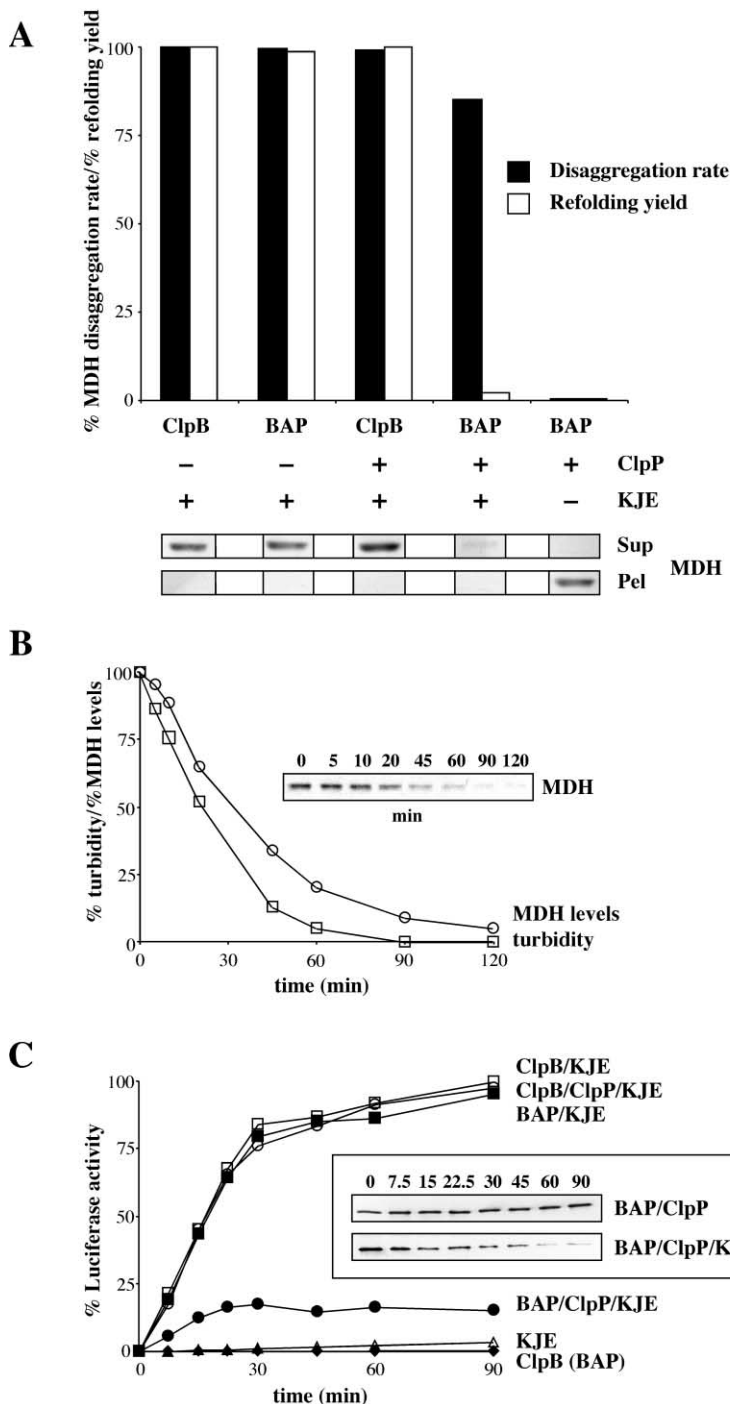 A
% MDH disaggregation rate/% refolding yield
100
75
50
25
0
Disaggregation rate
Refolding yield
ClpB BAP ClpB BAP BAP
– – + + + ClpP
+ + + + – KJE
Sup
MDH
Pel
B
% turbidity/%MDH levels
100
75
50
25
0
0 5 10 20 45 60 90 120
MDH
min
MDH levels
turbidity
0 30 60 90 120
time (min)
C
% Luciferase activity
100
75
50
25
0
ClpB/KJE
ClpB/ClpP/KJE
BAP/KJE
0 7.5 15 22.5 30 45 60 90
BAP/ClpP
BAP/ClpP/K
BAP/ClpP/KJE
KJE
ClpB (BAP)
0 30 60 90
time (min)